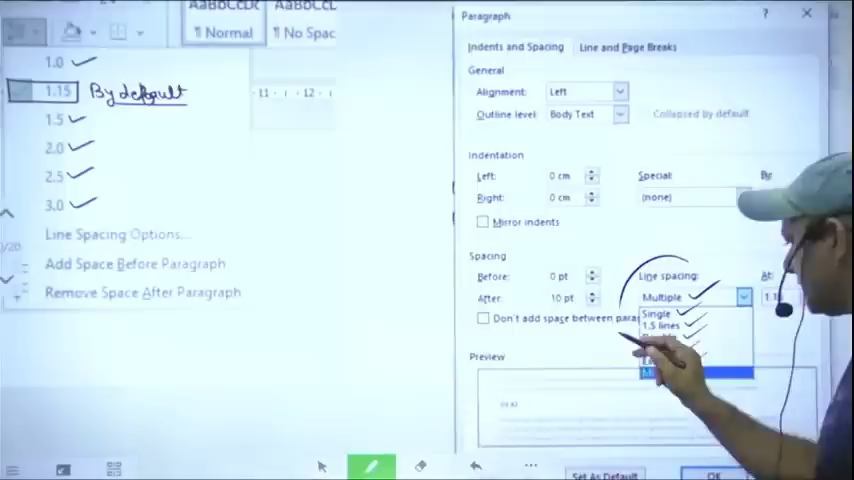 AaBbCcDc AaBbCcDc
¶ Normal ¶ No Spac
1.0
1.15 By default
1.5
2.0
2.5
3.0
Line Spacing Options...
Add Space Before Paragraph
Remove Space After Paragraph
11 12
Paragraph ? ×
Indents and Spacing Line and Page Breaks
General
Alignment: Left
Outline level: Body Text Collapsed by default
Indentation
Left: 0 cm Special: By:
Right: 0 cm (none)
Mirror indents
Spacing
Before: 0 pt Line spacing: At:
After: 10 pt Multiple
Don't add space between para
Single
1.5 lines
Preview
Set As Default OK